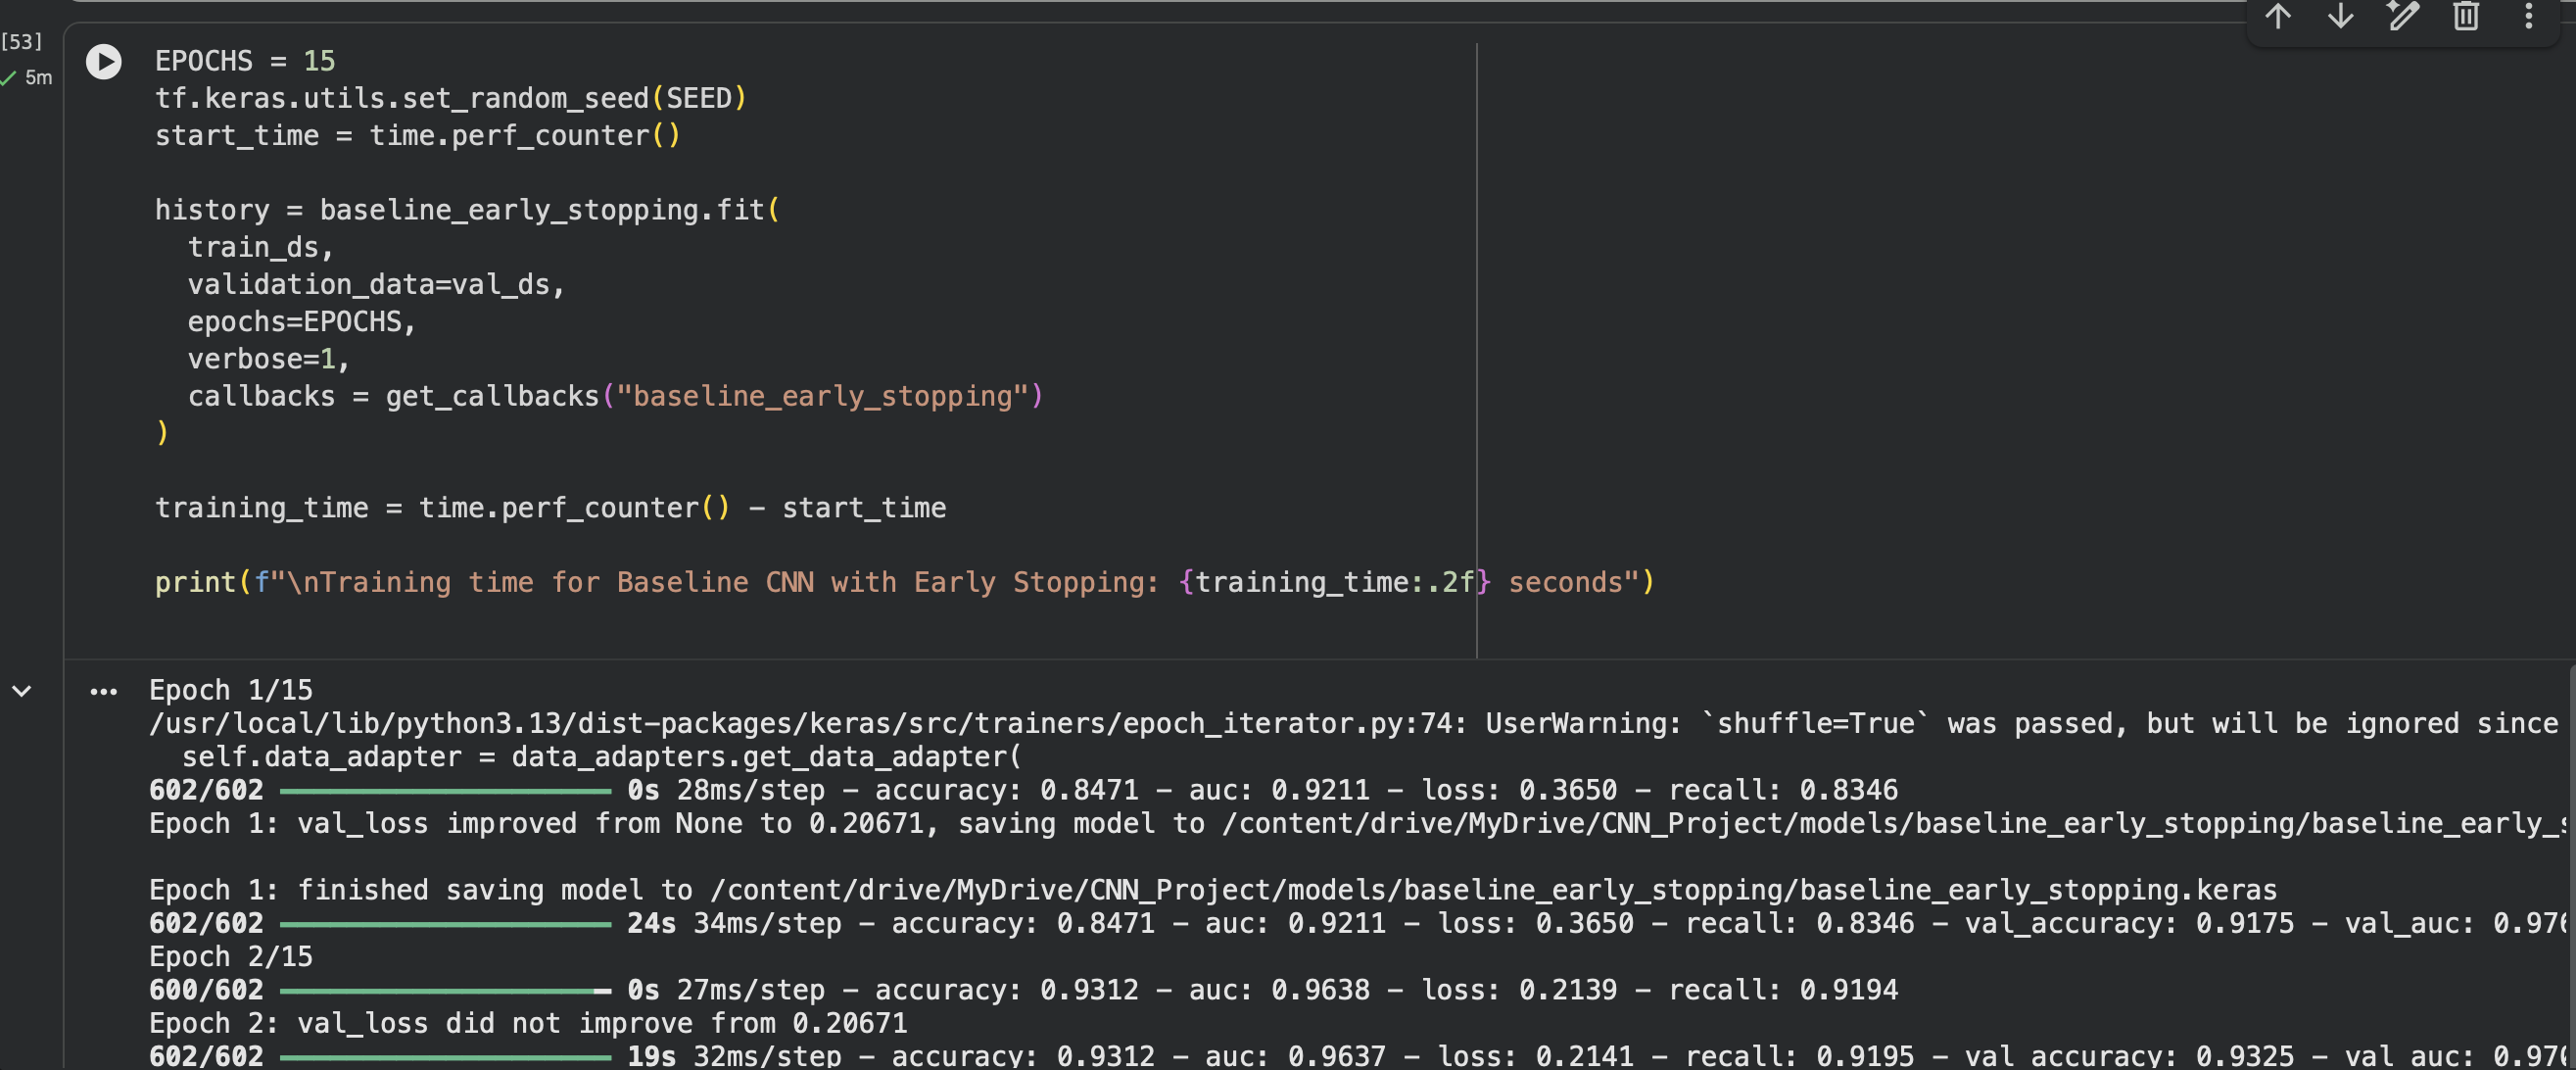 [53]
5m
EPOCHS = 15
tf.keras.utils.set_random_seed(SEED)
start_time = time.perf_counter()
history = baseline_early_stopping.fit(
  train_ds,
  validation_data=val_ds,
  epochs=EPOCHS,
  verbose=1,
  callbacks = get_callbacks("baseline_early_stopping")
)
training_time = time.perf_counter() - start_time
print(f"\nTraining time for Baseline CNN with Early Stopping: {training_time:.2f} seconds")
Epoch 1/15
/usr/local/lib/python3.13/dist-packages/keras/src/trainers/epoch_iterator.py:74: UserWarning: `shuffle=True` was passed, but will be ignored since
  self.data_adapter = data_adapters.get_data_adapter(
602/602 0s 28ms/step - accuracy: 0.8471 - auc: 0.9211 - loss: 0.3650 - recall: 0.8346
Epoch 1: val_loss improved from None to 0.20671, saving model to /content/drive/MyDrive/CNN_Project/models/baseline_early_stopping/baseline_early_s
Epoch 1: finished saving model to /content/drive/MyDrive/CNN_Project/models/baseline_early_stopping/baseline_early_stopping.keras
602/602 24s 34ms/step - accuracy: 0.8471 - auc: 0.9211 - loss: 0.3650 - recall: 0.8346 - val_accuracy: 0.9175 - val_auc: 0.976
Epoch 2/15
600/602 0s 27ms/step - accuracy: 0.9312 - auc: 0.9638 - loss: 0.2139 - recall: 0.9194
Epoch 2: val_loss did not improve from 0.20671
602/602 19s 32ms/step - accuracy: 0.9312 - auc: 0.9637 - loss: 0.2141 - recall: 0.9195 - val_accuracy: 0.9325 - val_auc: 0.970